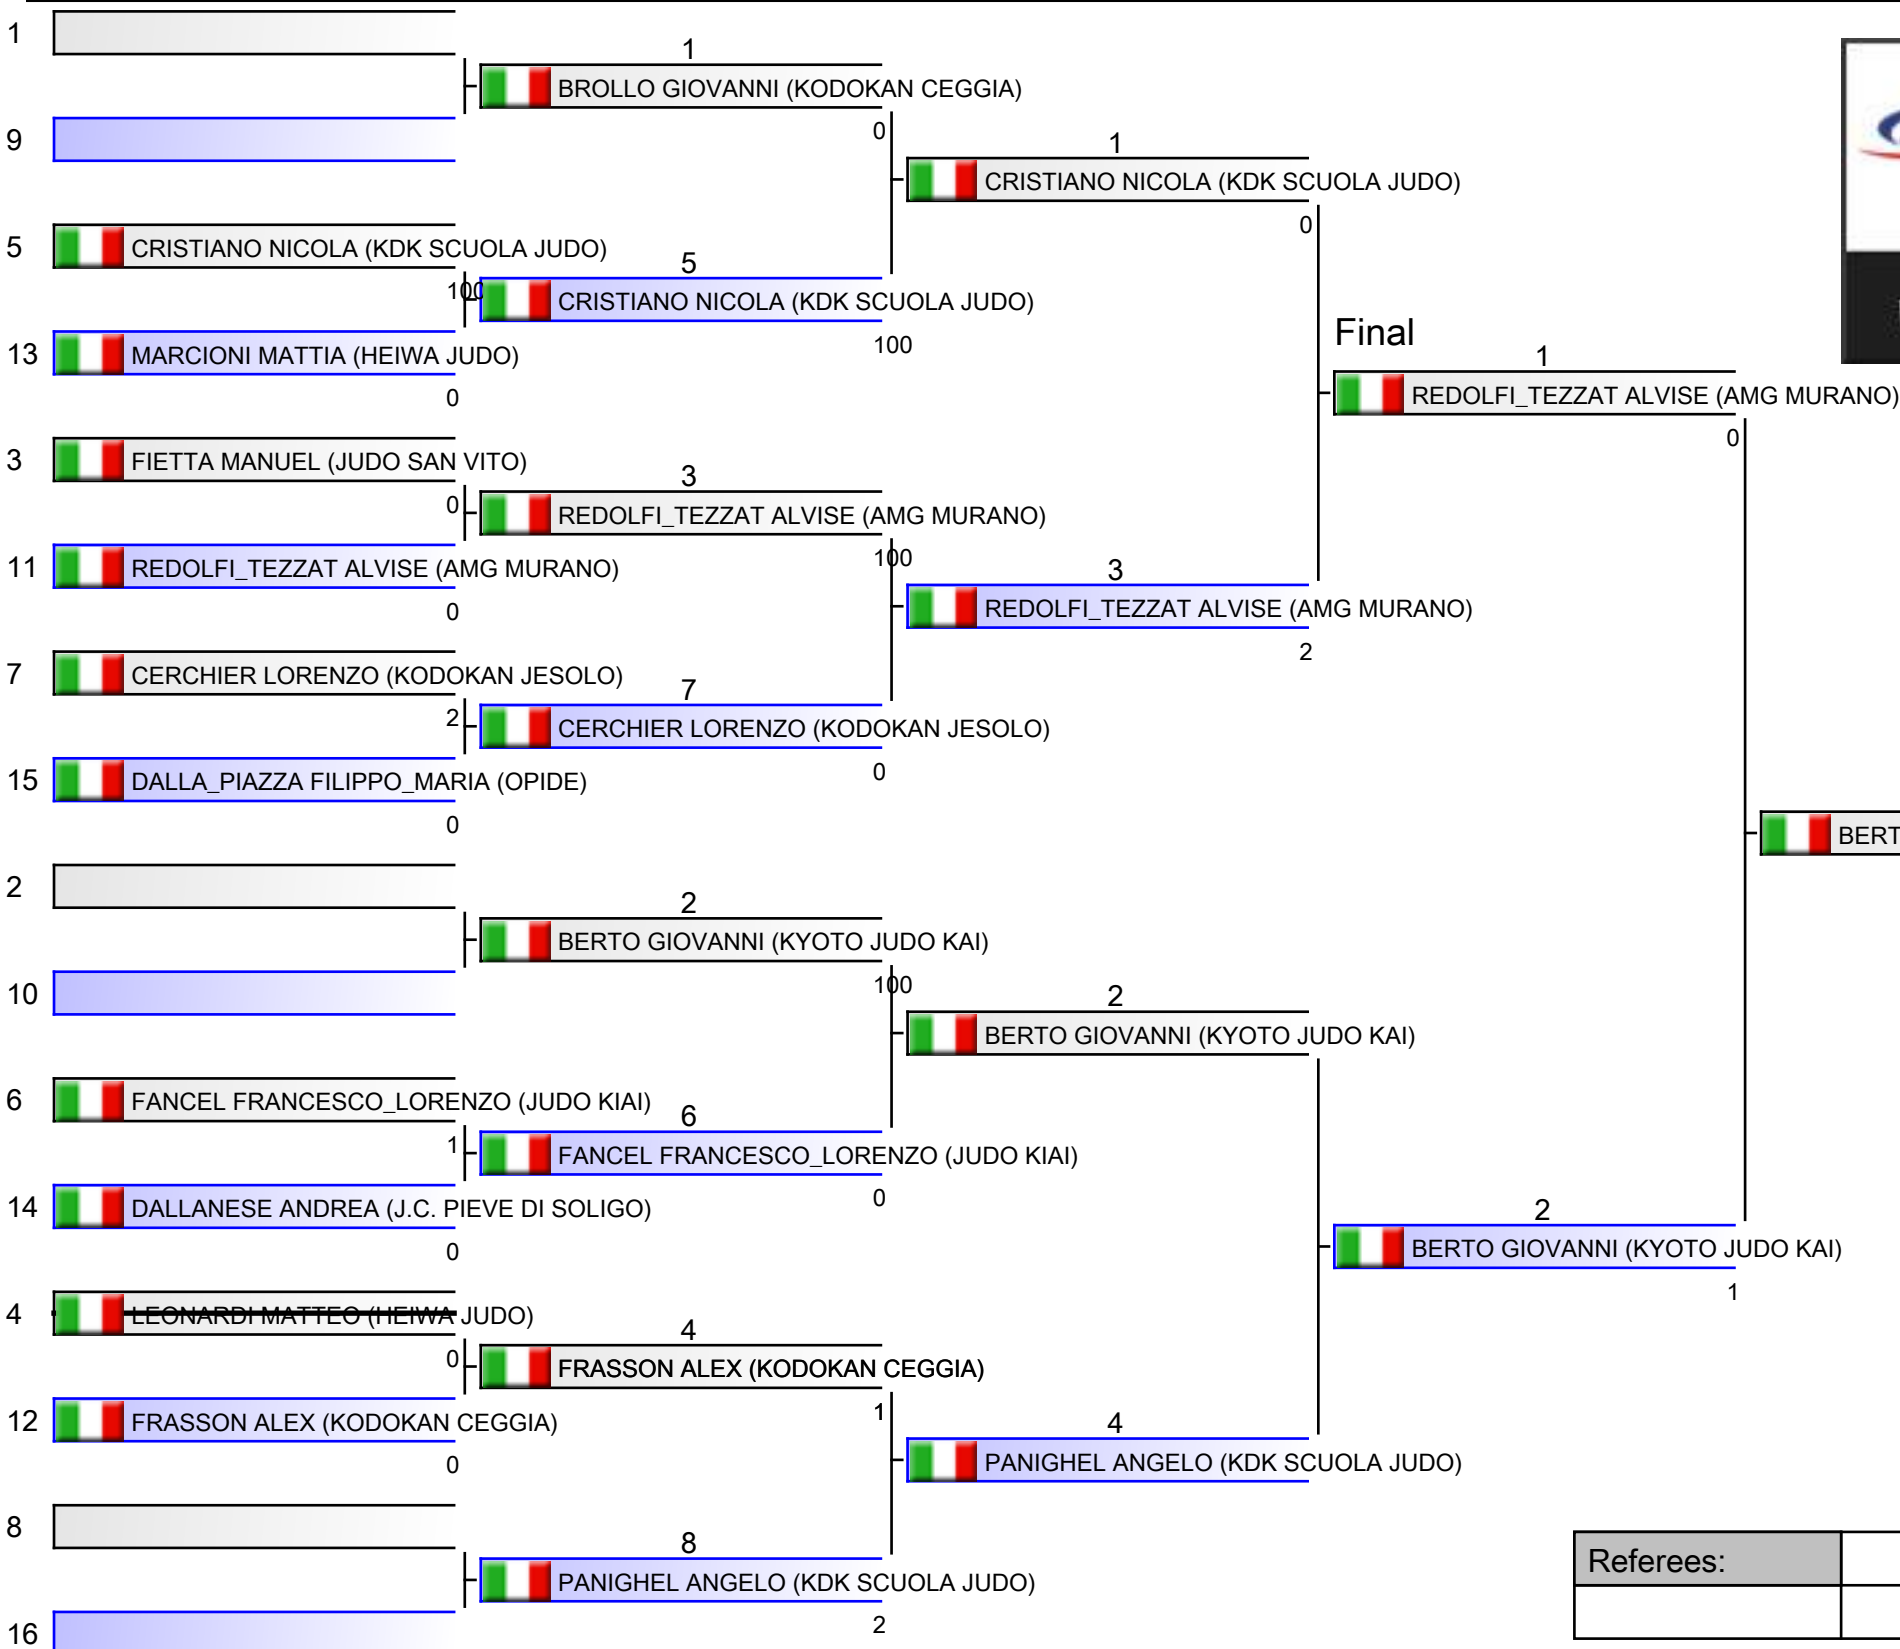 1
9
5 CRISTIANO NICOLA (KDK SCUOLA JUDO)
100
13 MARCIONI MATTIA (HEIWA JUDO)
0
3 FIETTA MANUEL (JUDO SAN VITO)
0
11 REDOLFI_TEZZAT ALVISE (AMG MURANO)
0
7 CERCHIER LORENZO (KODOKAN JESOLO)
2
15 DALLA_PIAZZA FILIPPO_MARIA (OPIDE)
0
2
10
6 FANCEL FRANCESCO_LORENZO (JUDO KIAI)
1
14 DALLANESE ANDREA (J.C. PIEVE DI SOLIGO)
0
4 LEONARDI MATTEO (HEIWA JUDO)
0
12 FRASSON ALEX (KODOKAN CEGGIA)
0
8
16
1
BROLLO GIOVANNI (KODOKAN CEGGIA)
0
5
CRISTIANO NICOLA (KDK SCUOLA JUDO)
100
3
REDOLFI_TEZZAT ALVISE (AMG MURANO)
100
7
CERCHIER LORENZO (KODOKAN JESOLO)
0
2
BERTO GIOVANNI (KYOTO JUDO KAI)
100
6
FANCEL FRANCESCO_LORENZO (JUDO KIAI)
0
4
FRASSON ALEX (KODOKAN CEGGIA)
1
8
PANIGHEL ANGELO (KDK SCUOLA JUDO)
2
1
CRISTIANO NICOLA (KDK SCUOLA JUDO)
0
3
REDOLFI_TEZZAT ALVISE (AMG MURANO)
2
2
BERTO GIOVANNI (KYOTO JUDO KAI)
4
PANIGHEL ANGELO (KDK SCUOLA JUDO)
Final
1
REDOLFI_TEZZAT ALVISE (AMG MURANO)
0
2
BERTO GIOVANNI (KYOTO JUDO KAI)
1
BERT
Referees: